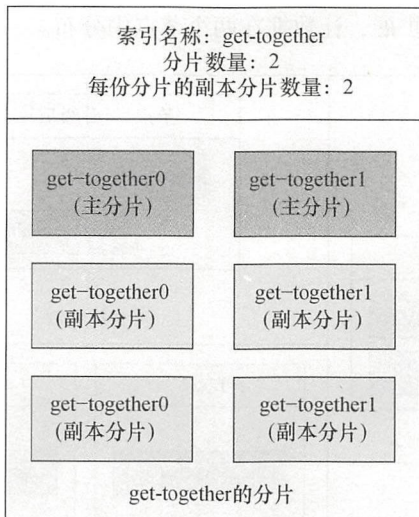 索引名称：get-together
分片数量：2
每份分片的副本分片数量：2
get-together0
(主分片)
get-together1
(主分片)
get-together0
(副本分片)
get-together1
(副本分片)
get-together0
(副本分片)
get-together1
(副本分片)
get-together的分片